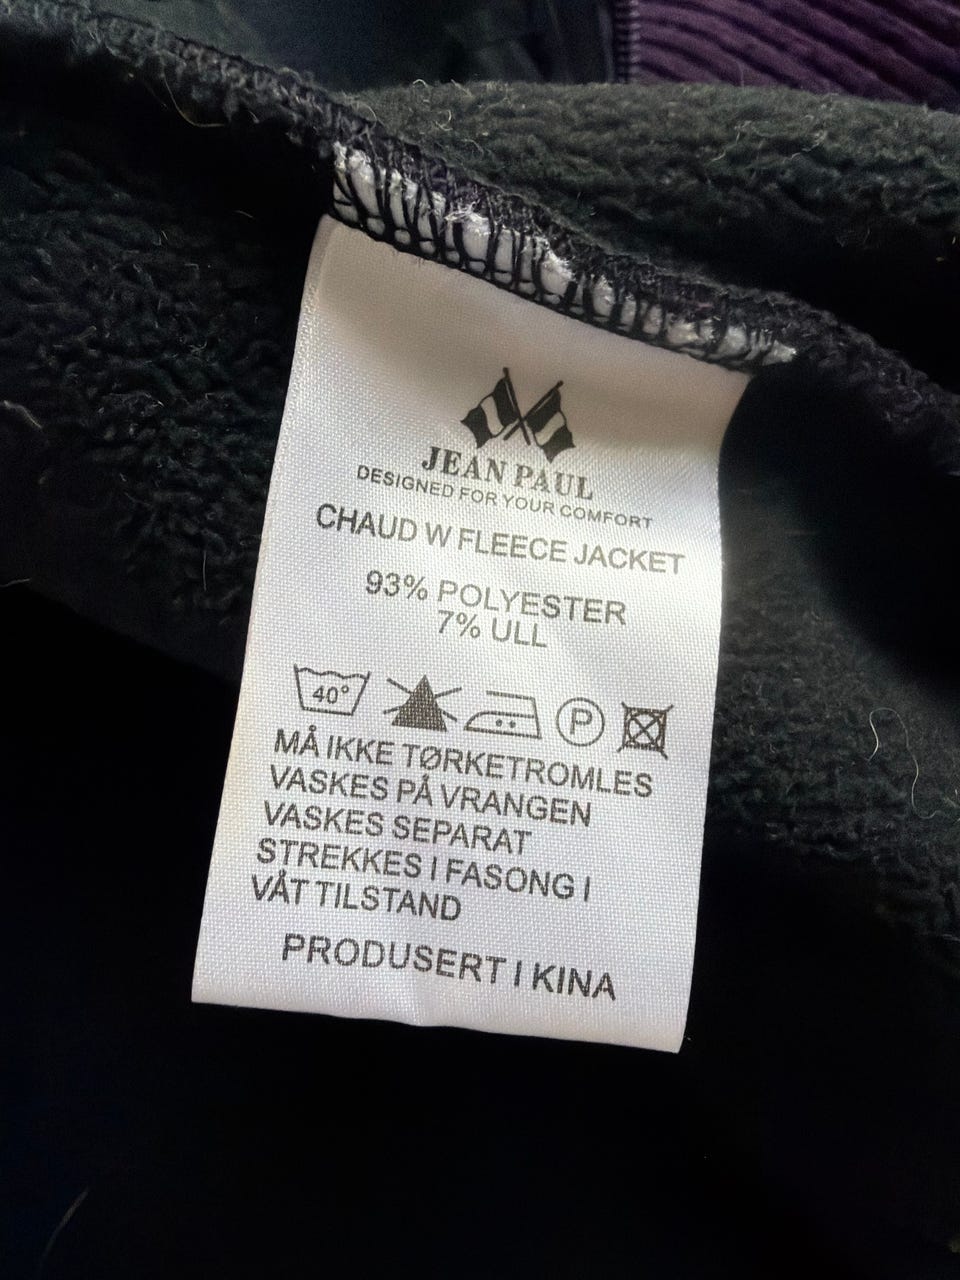 JEAN PAUL
DESIGNED FOR YOUR COMFORT
CHAUD W FLEECE JACKET
93% POLYESTER
7% ULL
40° P
MÅ IKKE TØRKETROMLES
VASKES PÅ VRANGEN
VASKES SEPARAT
STREKKES I FASONG I
VÅT TILSTAND
PRODUSERT I KINA